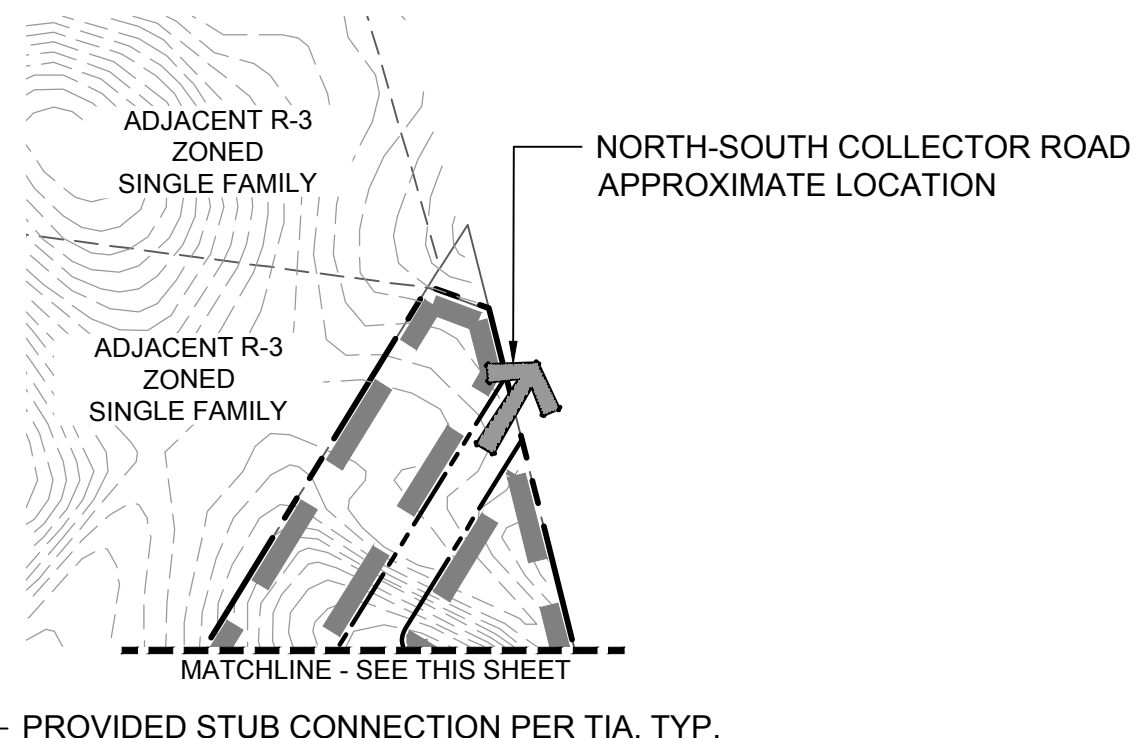 ADJACENT R-3
ZONED
SINGLE FAMILY
NORTH-SOUTH COLLECTOR ROAD
APPROXIMATE LOCATION
ADJACENT R-3
ZONED
SINGLE FAMILY
MATCHLINE - SEE THIS SHEET
PROVIDED STUB CONNECTION PER TIA, TYP.